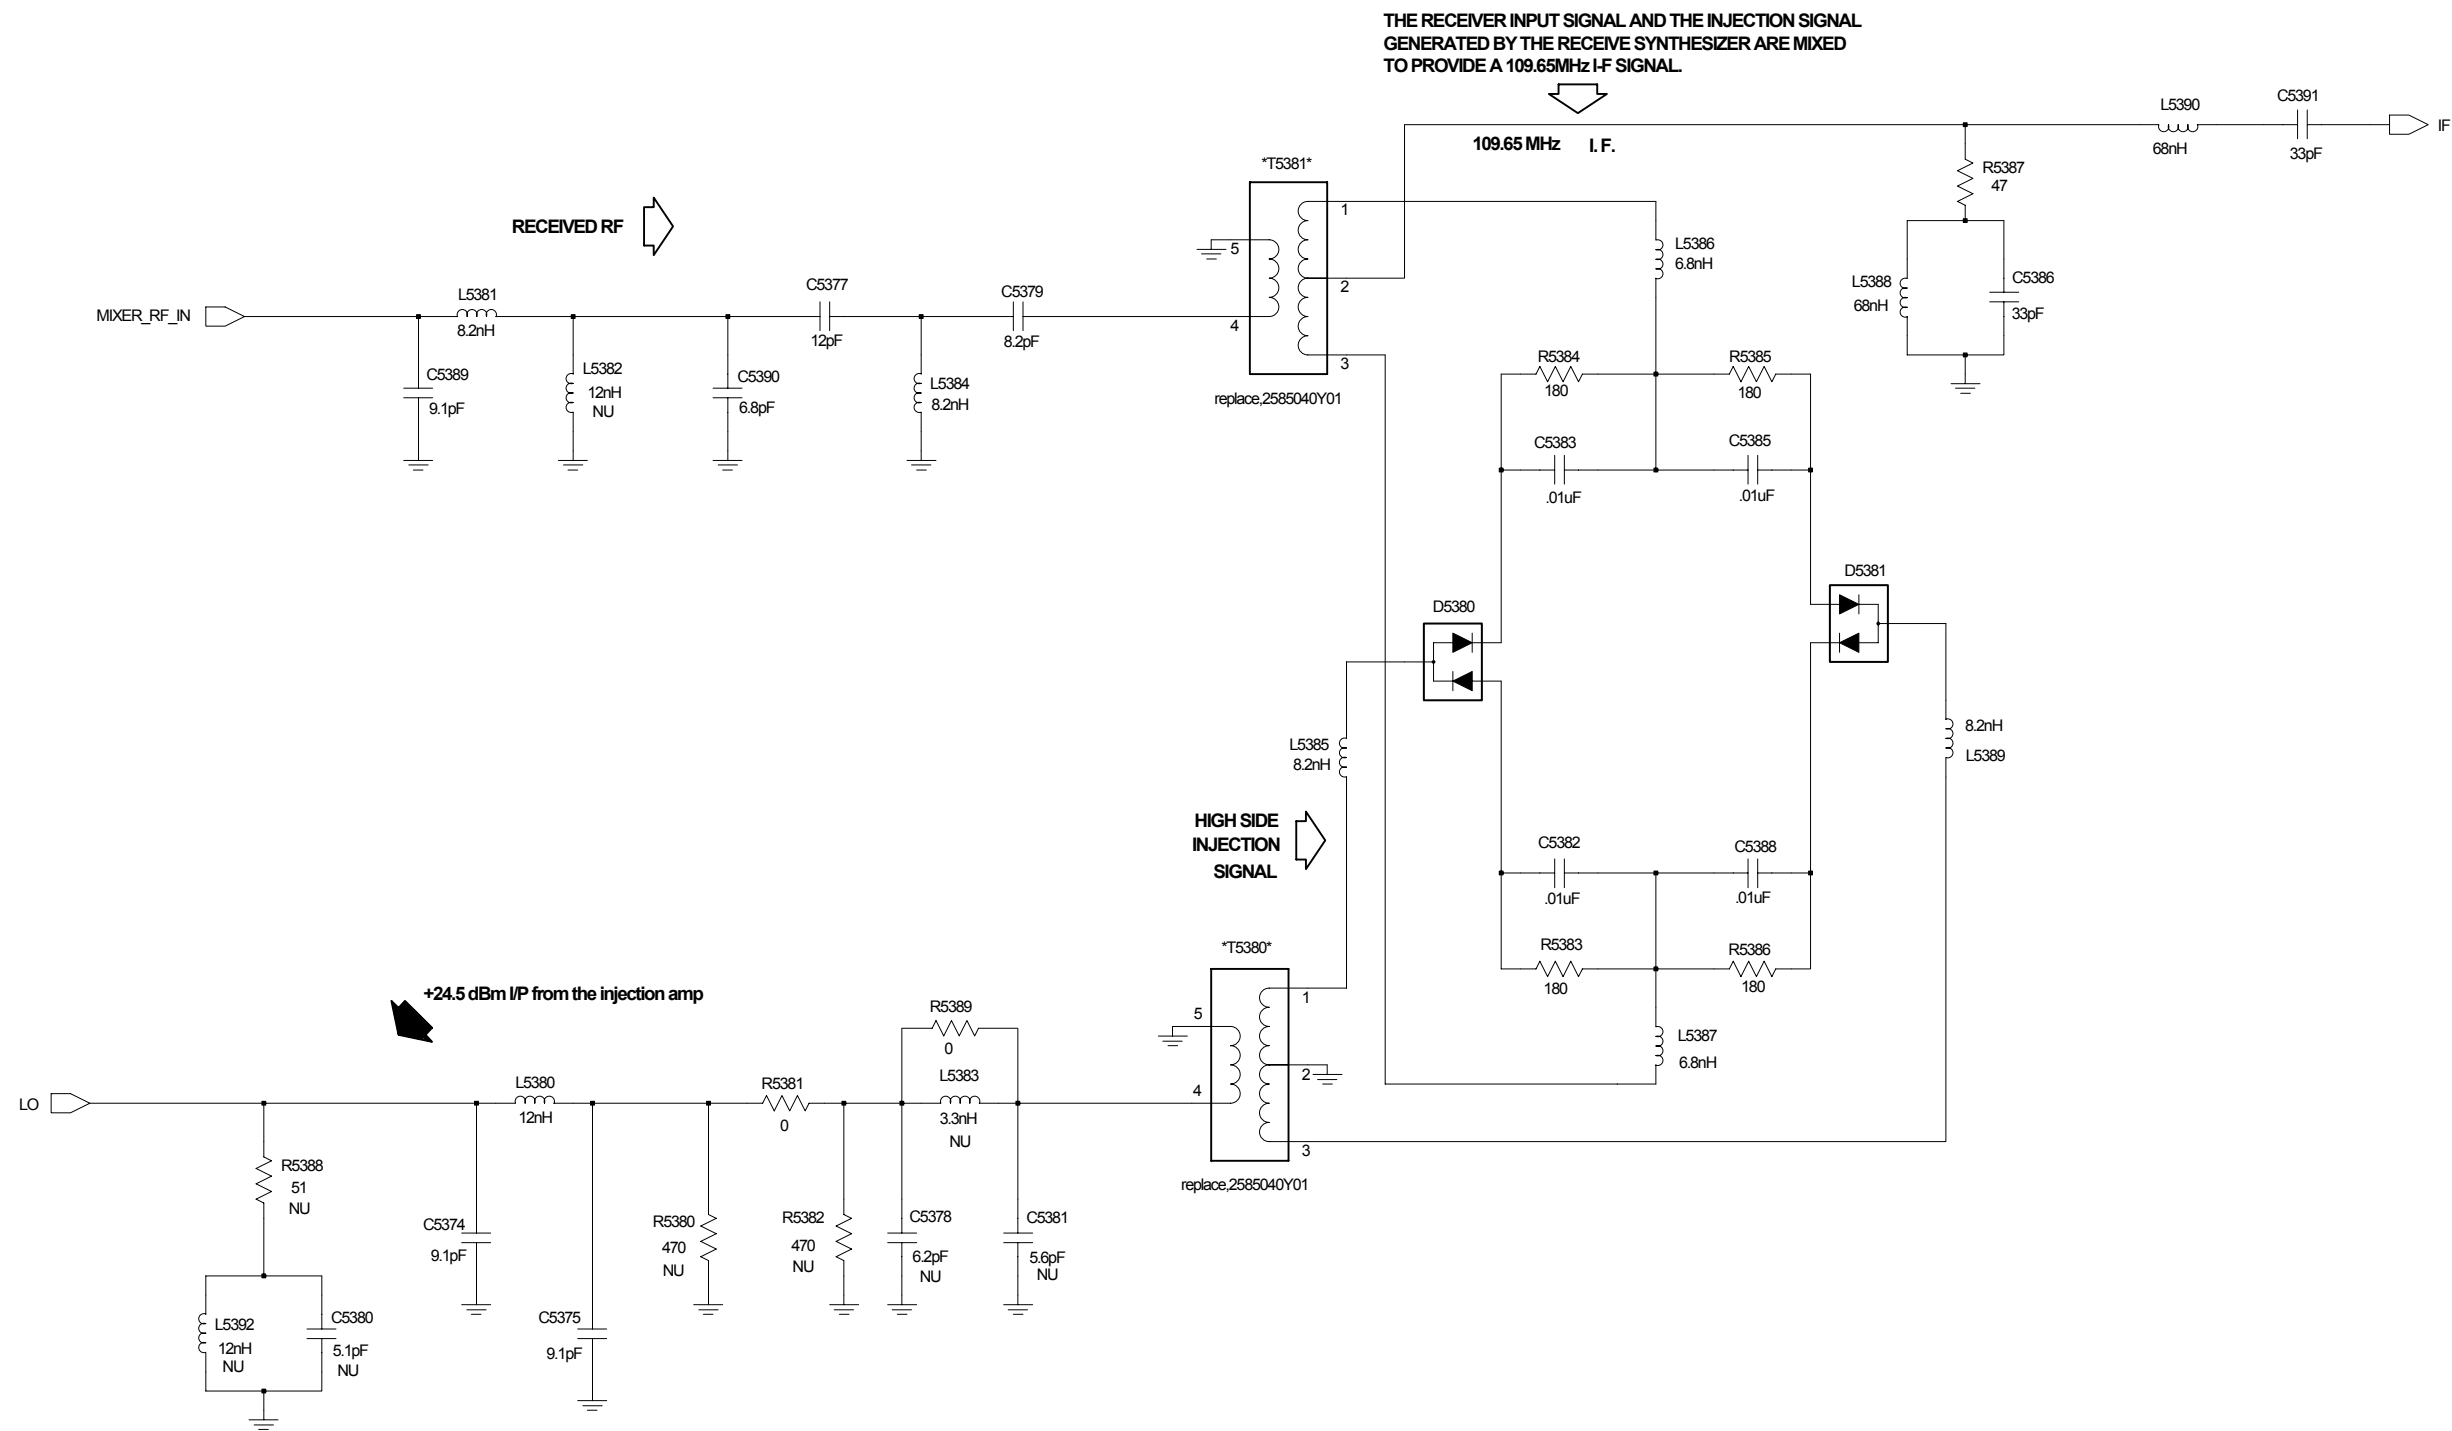 THE RECEIVER INPUT SIGNAL AND THE INJECTION SIGNAL
GENERATED BY THE RECEIVE SYNTHESIZER ARE MIXED
TO PROVIDE A 109.65MHz I-F SIGNAL.
109.65 MHz I. F.
L5390
68nH
C5391
33pF
IF
R5387
47
L5388
68nH
C5386
33pF
RECEIVED RF
MIXER_RF_IN
C5389
9.1pF
L5381
8.2nH
L5382
12nH
NU
C5390
6.8pF
C5377
12pF
L5384
8.2nH
C5379
8.2pF
*T5381*
5
4
1
2
3
replace,2585040Y01
L5386
6.8nH
R5384
180
R5385
180
C5383
.01uF
C5385
.01uF
D5380
D5381
L5385
8.2nH
8.2nH
L5389
HIGH SIDE
INJECTION
SIGNAL
C5382
.01uF
C5388
.01uF
R5383
180
R5386
180
L5387
6.8nH
*T5380*
5
4
1
2
3
replace,2585040Y01
+24.5 dBm I/P from the injection amp
LO
R5388
51
NU
L5392
12nH
NU
C5380
5.1pF
NU
C5374
9.1pF
L5380
12nH
C5375
9.1pF
R5380
470
NU
R5381
0
R5382
470
NU
R5389
0
L5383
3.3nH
NU
C5378
6.2pF
NU
C5381
5.6pF
NU